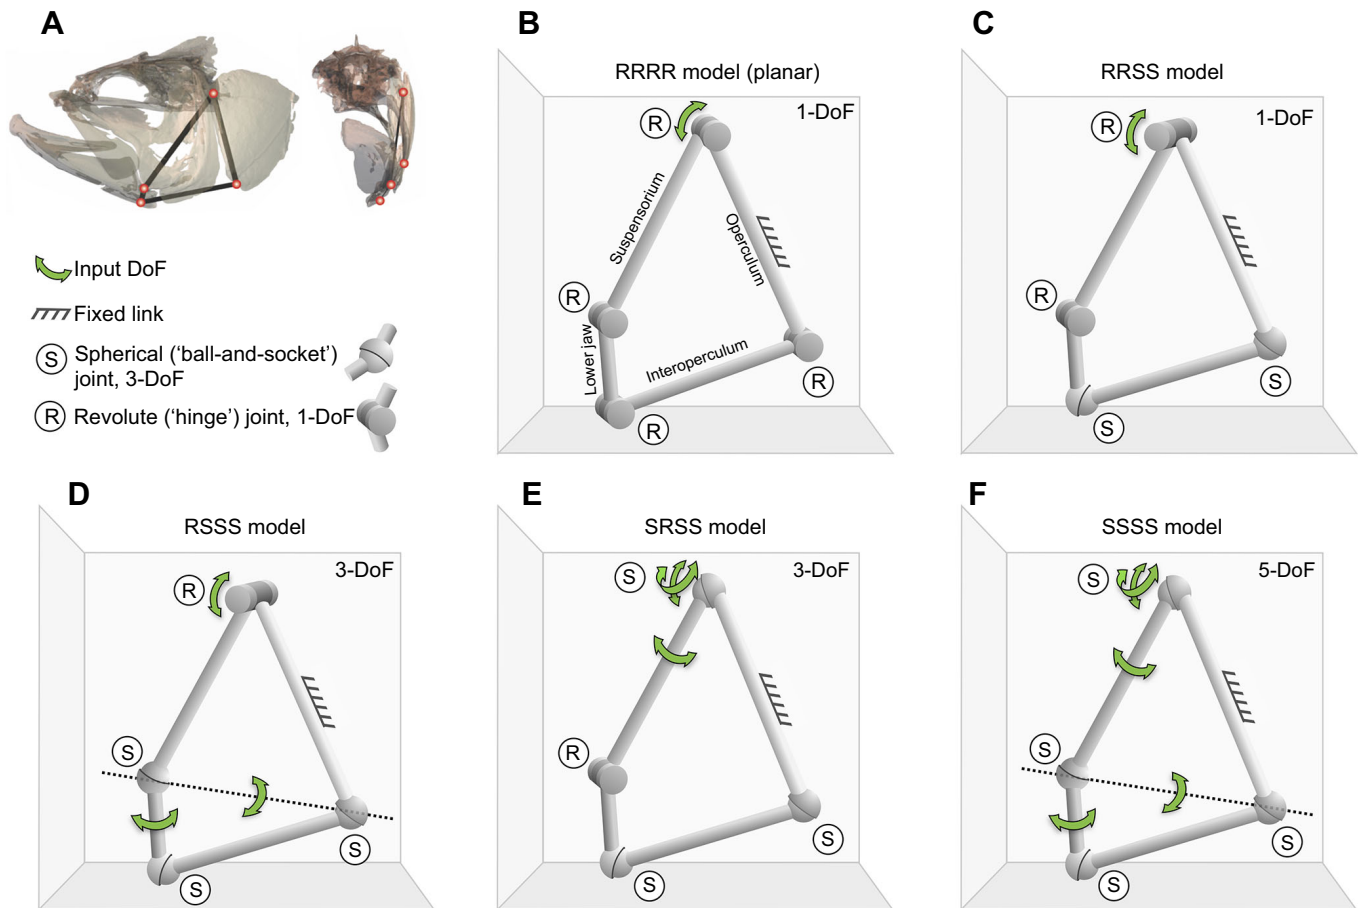 A
Input DoF
Fixed link
S Spherical (‘ball-and-socket’)
joint, 3-DoF
R Revolute (‘hinge’) joint, 1-DoF
B
RRRR model (planar)
1-DoF
R
Suspensorium
Operculum
R
Lower jaw
Interoperculum
R
R
C
RRSS model
1-DoF
R
R
S
S
D
RSSS model
3-DoF
R
S
S
S
E
SRSS model
3-DoF
S
R
S
S
F
SSSS model
5-DoF
S
S
S
S